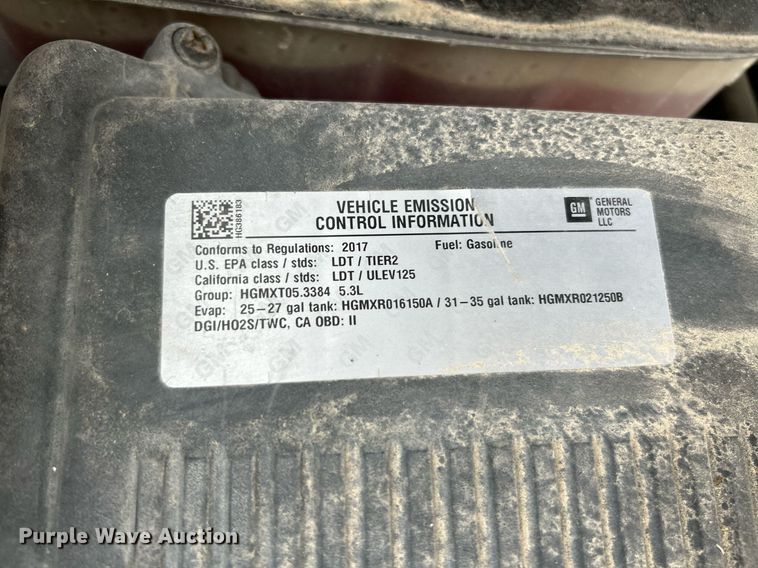 HG386183
VEHICLE EMISSION
CONTROL INFORMATION
GM
GENERAL
MOTORS
LLC
Conforms to Regulations: 2017 Fuel: Gasoline
U.S. EPA class / stds: LDT / TIER2
California class / stds: LDT / ULEV125
Group: HGMXT05.3384 5.3L
Evap: 25-27 gal tank: HGMXR016150A / 31-35 gal tank: HGMXR021250B
DGI/HO2S/TWC, CA OBD: II
Purple Wave Auction